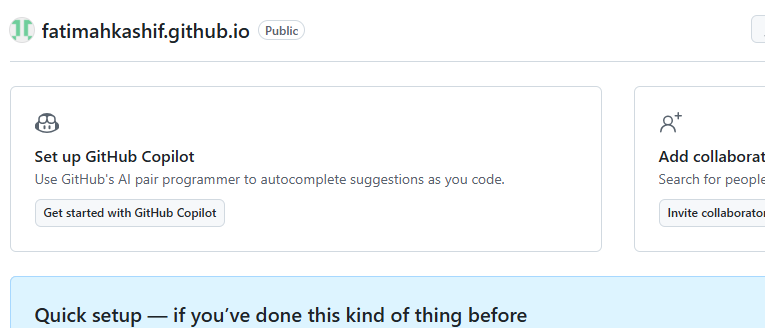 fatimahkashif.github.io Public
Set up GitHub Copilot
Use GitHub's AI pair programmer to autocomplete suggestions as you code.
Get started with GitHub Copilot
Add collaborat
Search for people
Invite collaborator
Quick setup — if you’ve done this kind of thing before